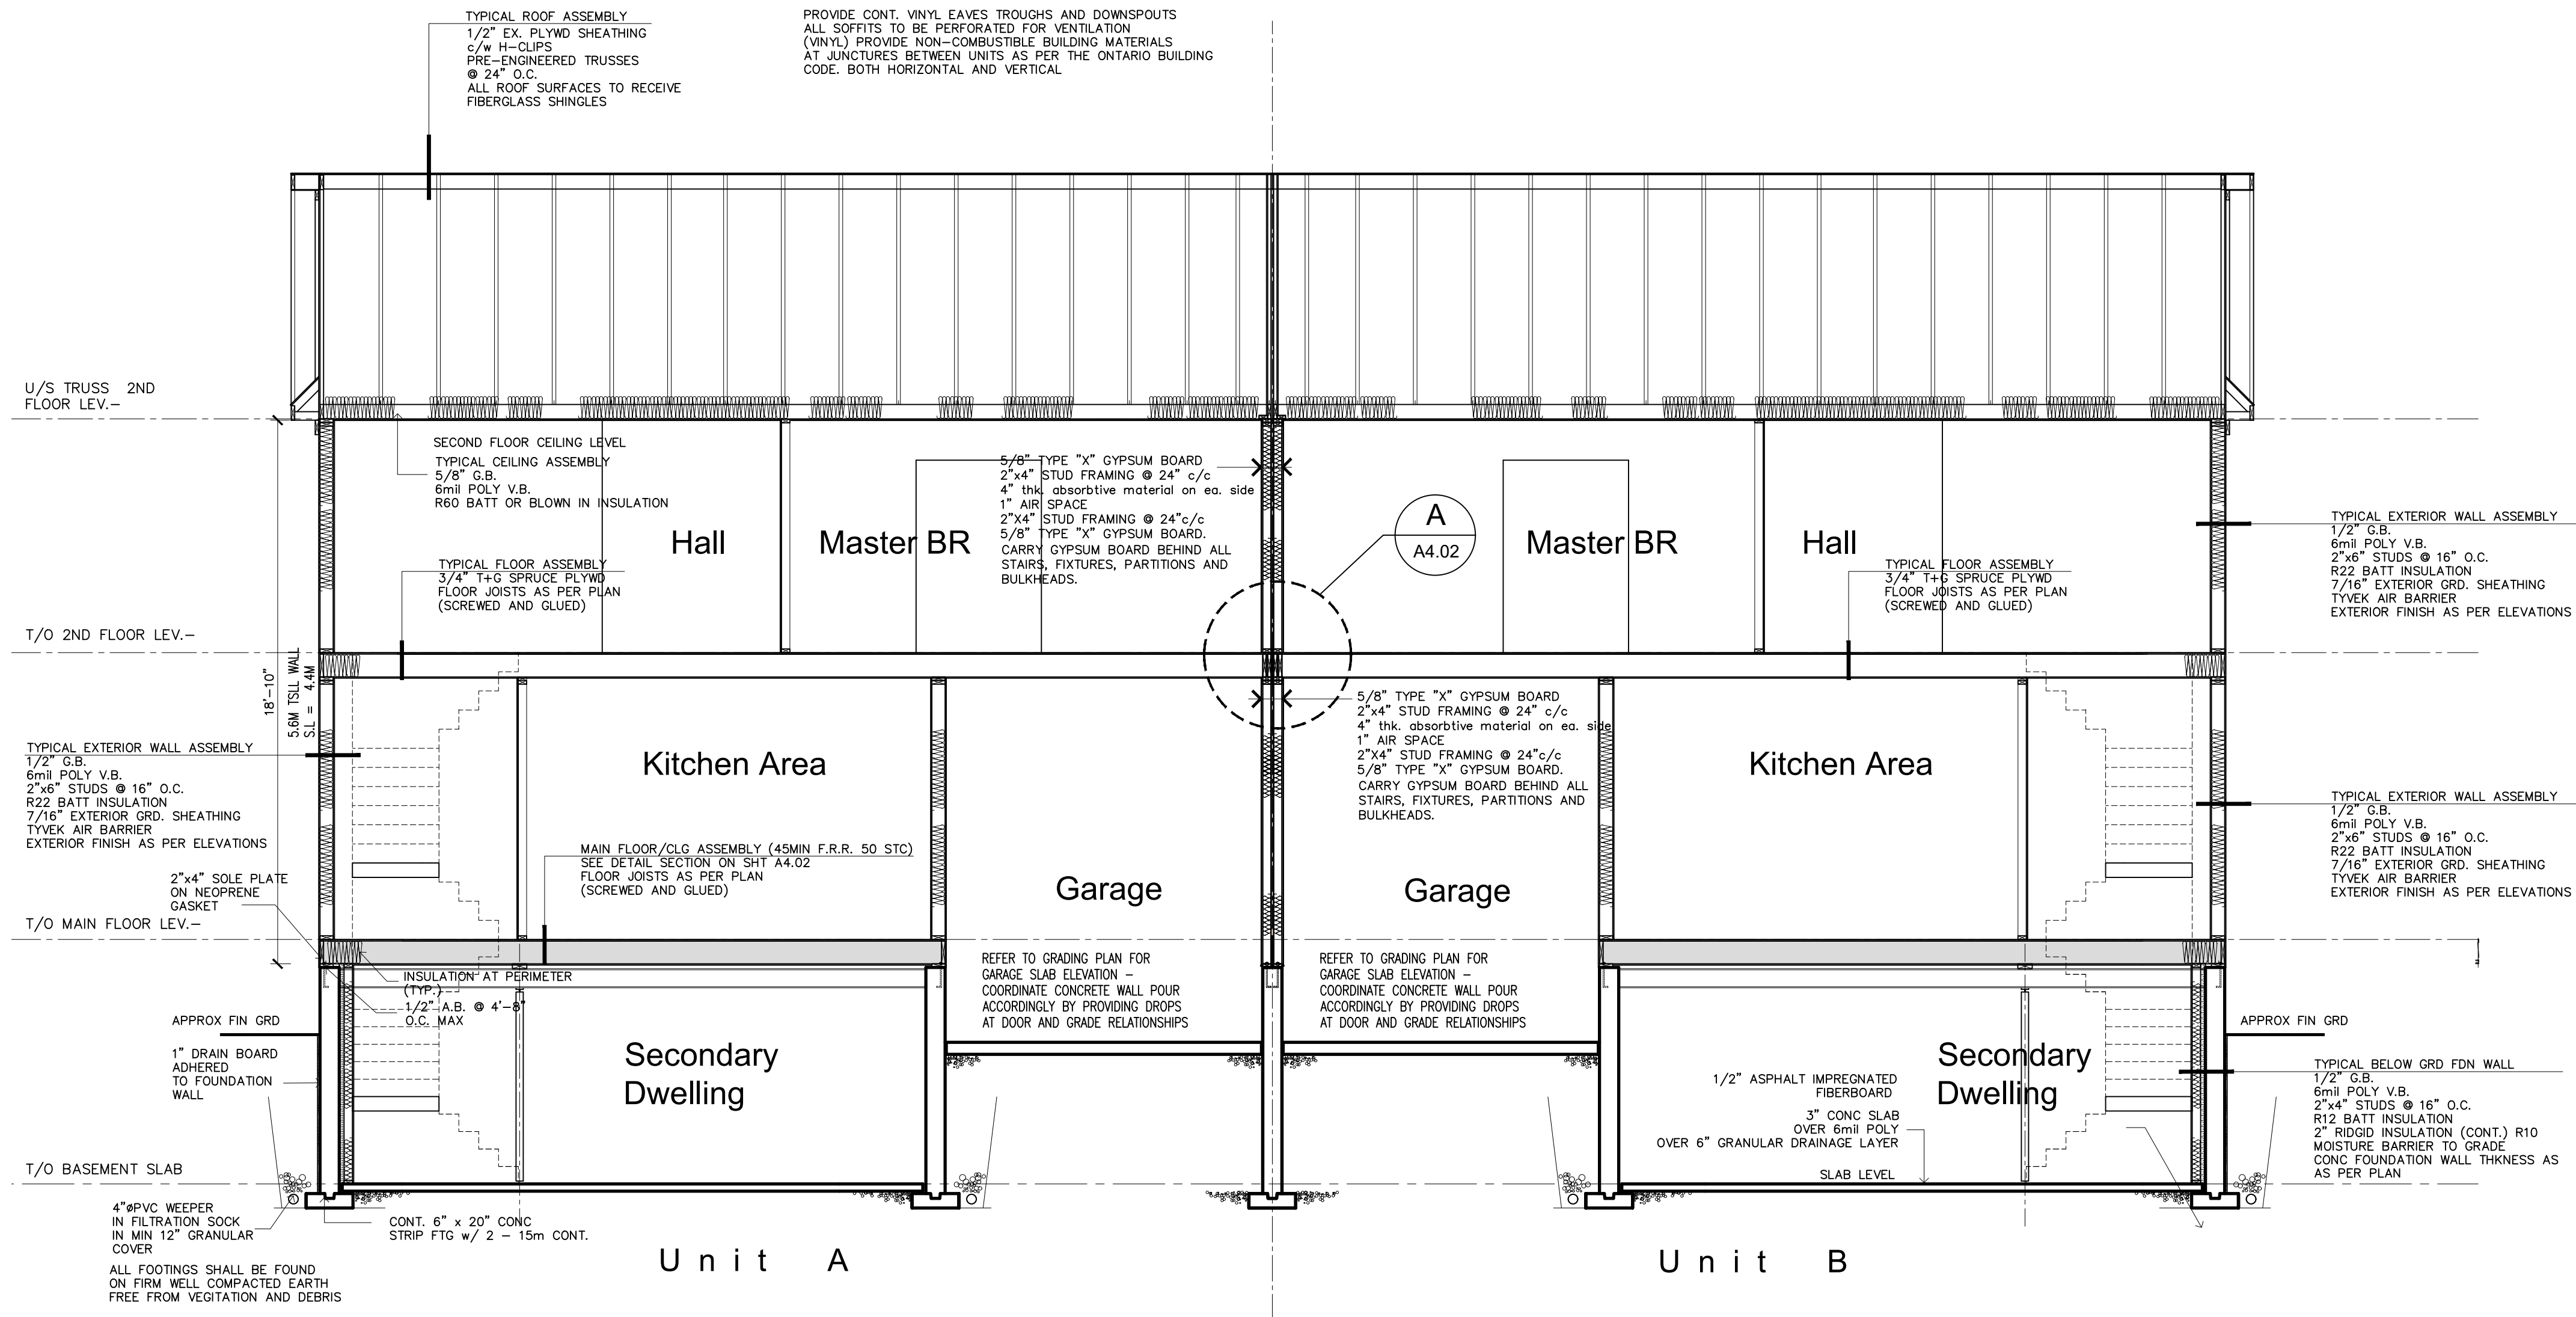 TYPICAL ROOF ASSEMBLY
1/2" EX. PLYWD SHEATHING
c/w H-CLIPS
PRE-ENGINEERED TRUSSES
@ 24" O.C.
ALL ROOF SURFACES TO RECEIVE
FIBERGLASS SHINGLES
PROVIDE CONT. VINYL EAVES TROUGHS AND DOWNSPOUTS
ALL SOFFITS TO BE PERFORATED FOR VENTILATION
(VINYL) PROVIDE NON-COMBUSTIBLE BUILDING MATERIALS
AT JUNCTURES BETWEEN UNITS AS PER THE ONTARIO BUILDING
CODE. BOTH HORIZONTAL AND VERTICAL
U/S TRUSS 2ND
FLOOR LEV.-
SECOND FLOOR CEILING LEVEL
TYPICAL CEILING ASSEMBLY
5/8" G.B.
6mil POLY V.B.
R60 BATT OR BLOWN IN INSULATION
5/8" TYPE "X" GYPSUM BOARD
2"x4" STUD FRAMING @ 24" c/c
4" thk. absorbtive material on ea. side
1" AIR SPACE
2"X4" STUD FRAMING @ 24"c/c
5/8" TYPE "X" GYPSUM BOARD.
CARRY GYPSUM BOARD BEHIND ALL
STAIRS, FIXTURES, PARTITIONS AND
BULKHEADS.
A
A4.02
Hall
Master BR
Master BR
Hall
TYPICAL EXTERIOR WALL ASSEMBLY
1/2" G.B.
6mil POLY V.B.
2"x6" STUDS @ 16" O.C.
R22 BATT INSULATION
7/16" EXTERIOR GRD. SHEATHING
TYVEK AIR BARRIER
EXTERIOR FINISH AS PER ELEVATIONS
TYPICAL FLOOR ASSEMBLY
3/4" T+G SPRUCE PLYWD
FLOOR JOISTS AS PER PLAN
(SCREWED AND GLUED)
TYPICAL FLOOR ASSEMBLY
3/4" T+G SPRUCE PLYWD
FLOOR JOISTS AS PER PLAN
(SCREWED AND GLUED)
T/O 2ND FLOOR LEV.-
18'-10"
5.6M TSLL WALL
S.L = 4.4M
5/8" TYPE "X" GYPSUM BOARD
2"x4" STUD FRAMING @ 24" c/c
4" thk. absorbtive material on ea. side
1" AIR SPACE
2"X4" STUD FRAMING @ 24"c/c
5/8" TYPE "X" GYPSUM BOARD.
CARRY GYPSUM BOARD BEHIND ALL
STAIRS, FIXTURES, PARTITIONS AND
BULKHEADS.
TYPICAL EXTERIOR WALL ASSEMBLY
1/2" G.B.
6mil POLY V.B.
2"x6" STUDS @ 16" O.C.
R22 BATT INSULATION
7/16" EXTERIOR GRD. SHEATHING
TYVEK AIR BARRIER
EXTERIOR FINISH AS PER ELEVATIONS
Kitchen Area
Kitchen Area
TYPICAL EXTERIOR WALL ASSEMBLY
1/2" G.B.
6mil POLY V.B.
2"x6" STUDS @ 16" O.C.
R22 BATT INSULATION
7/16" EXTERIOR GRD. SHEATHING
TYVEK AIR BARRIER
EXTERIOR FINISH AS PER ELEVATIONS
MAIN FLOOR/CLG ASSEMBLY (45MIN F.R.R. 50 STC)
SEE DETAIL SECTION ON SHT A4.02
FLOOR JOISTS AS PER PLAN
(SCREWED AND GLUED)
2"x4" SOLE PLATE
ON NEOPRENE
GASKET
Garage
Garage
T/O MAIN FLOOR LEV.-
INSULATION AT PERIMETER
(TYP.)
1/2" A.B. @ 4'-8"
O.C. MAX
REFER TO GRADING PLAN FOR
GARAGE SLAB ELEVATION -
COORDINATE CONCRETE WALL POUR
ACCORDINGLY BY PROVIDING DROPS
AT DOOR AND GRADE RELATIONSHIPS
REFER TO GRADING PLAN FOR
GARAGE SLAB ELEVATION -
COORDINATE CONCRETE WALL POUR
ACCORDINGLY BY PROVIDING DROPS
AT DOOR AND GRADE RELATIONSHIPS
APPROX FIN GRD
APPROX FIN GRD
1" DRAIN BOARD
ADHERED
TO FOUNDATION
WALL
Secondary
Dwelling
Secondary
Dwelling
1/2" ASPHALT IMPREGNATED
FIBERBOARD
3" CONC SLAB
OVER 6mil POLY
OVER 6" GRANULAR DRAINAGE LAYER
SLAB LEVEL
TYPICAL BELOW GRD FDN WALL
1/2" G.B.
6mil POLY V.B.
2"x4" STUDS @ 16" O.C.
R12 BATT INSULATION
2" RIDGID INSULATION (CONT.) R10
MOISTURE BARRIER TO GRADE
CONC FOUNDATION WALL THKNESS AS
AS PER PLAN
T/O BASEMENT SLAB
4"øPVC WEEPER
IN FILTRATION SOCK
IN MIN 12" GRANULAR
COVER
CONT. 6" x 20" CONC
STRIP FTG w/ 2 - 15m CONT.
ALL FOOTINGS SHALL BE FOUND
ON FIRM WELL COMPACTED EARTH
FREE FROM VEGITATION AND DEBRIS
Unit A
Unit B